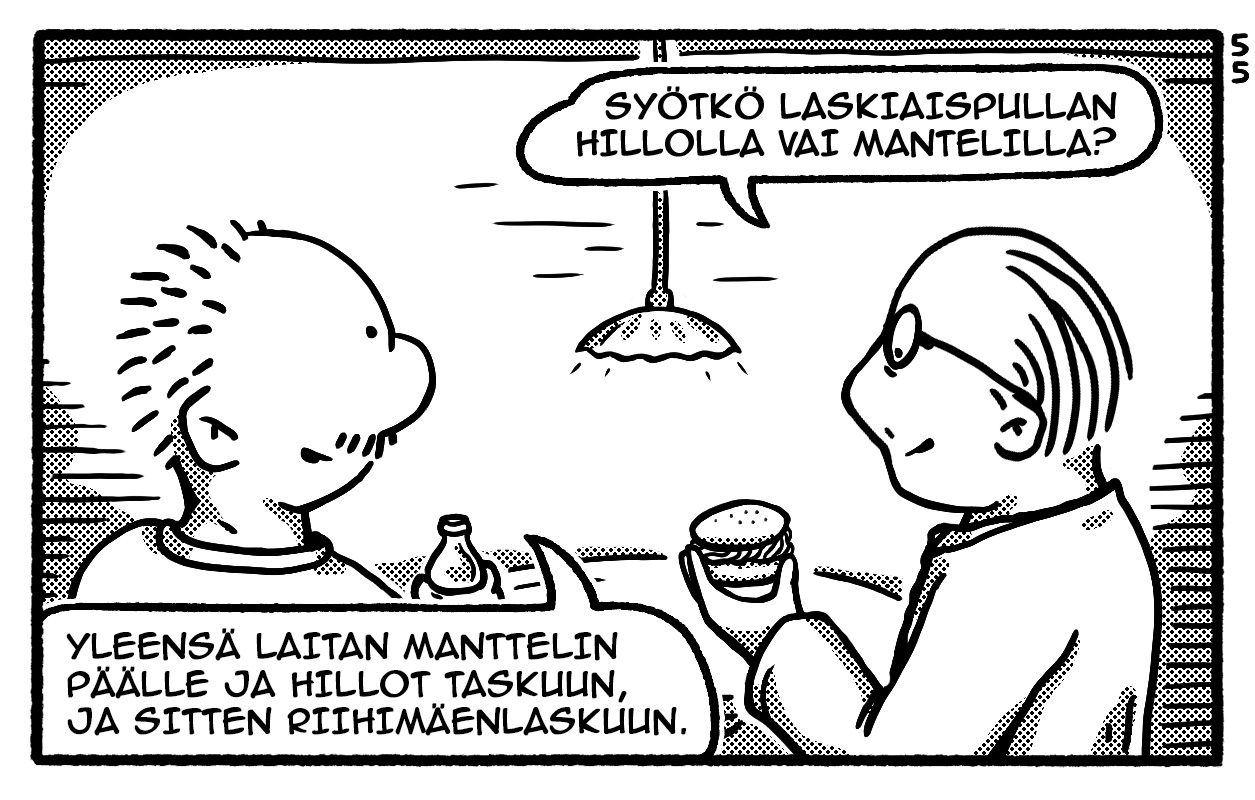 SYÖTKÖ LASKIAISPULLAN
HILLOLLA VAI MANTELILLA?
YLEENSÄ LAITAN MANTTELIN
PÄÄLLE JA HILLOT TASKUUN,
JA SITTEN RIIHIMÄENLASKUUN.
5
5